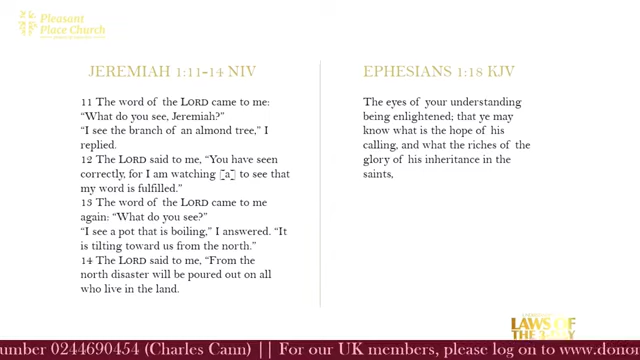 Pleasant
Place Church
JEREMIAH 1:11-14 NIV
11 The word of the LORD came to me:
“What do you see, Jeremiah?”
“I see the branch of an almond tree,” I
replied.
12 The LORD said to me, “You have seen
correctly, for I am watching [a] to see that
my word is fulfilled.”
13 The word of the LORD came to me
again: “What do you see?”
“I see a pot that is boiling,” I answered. “It
is tilting toward us from the north.”
14 The LORD said to me, “From the
north disaster will be poured out on all
who live in the land.
EPHESIANS 1:18 KJV
The eyes of your understanding
being enlightened; that ye may
know what is the hope of his
calling, and what the riches of the
glory of his inheritance in the
saints,
LAWS OF
THE 3-DAY
umber 0244690454 (Charles Cann) || For our UK members, please log on to www.donor